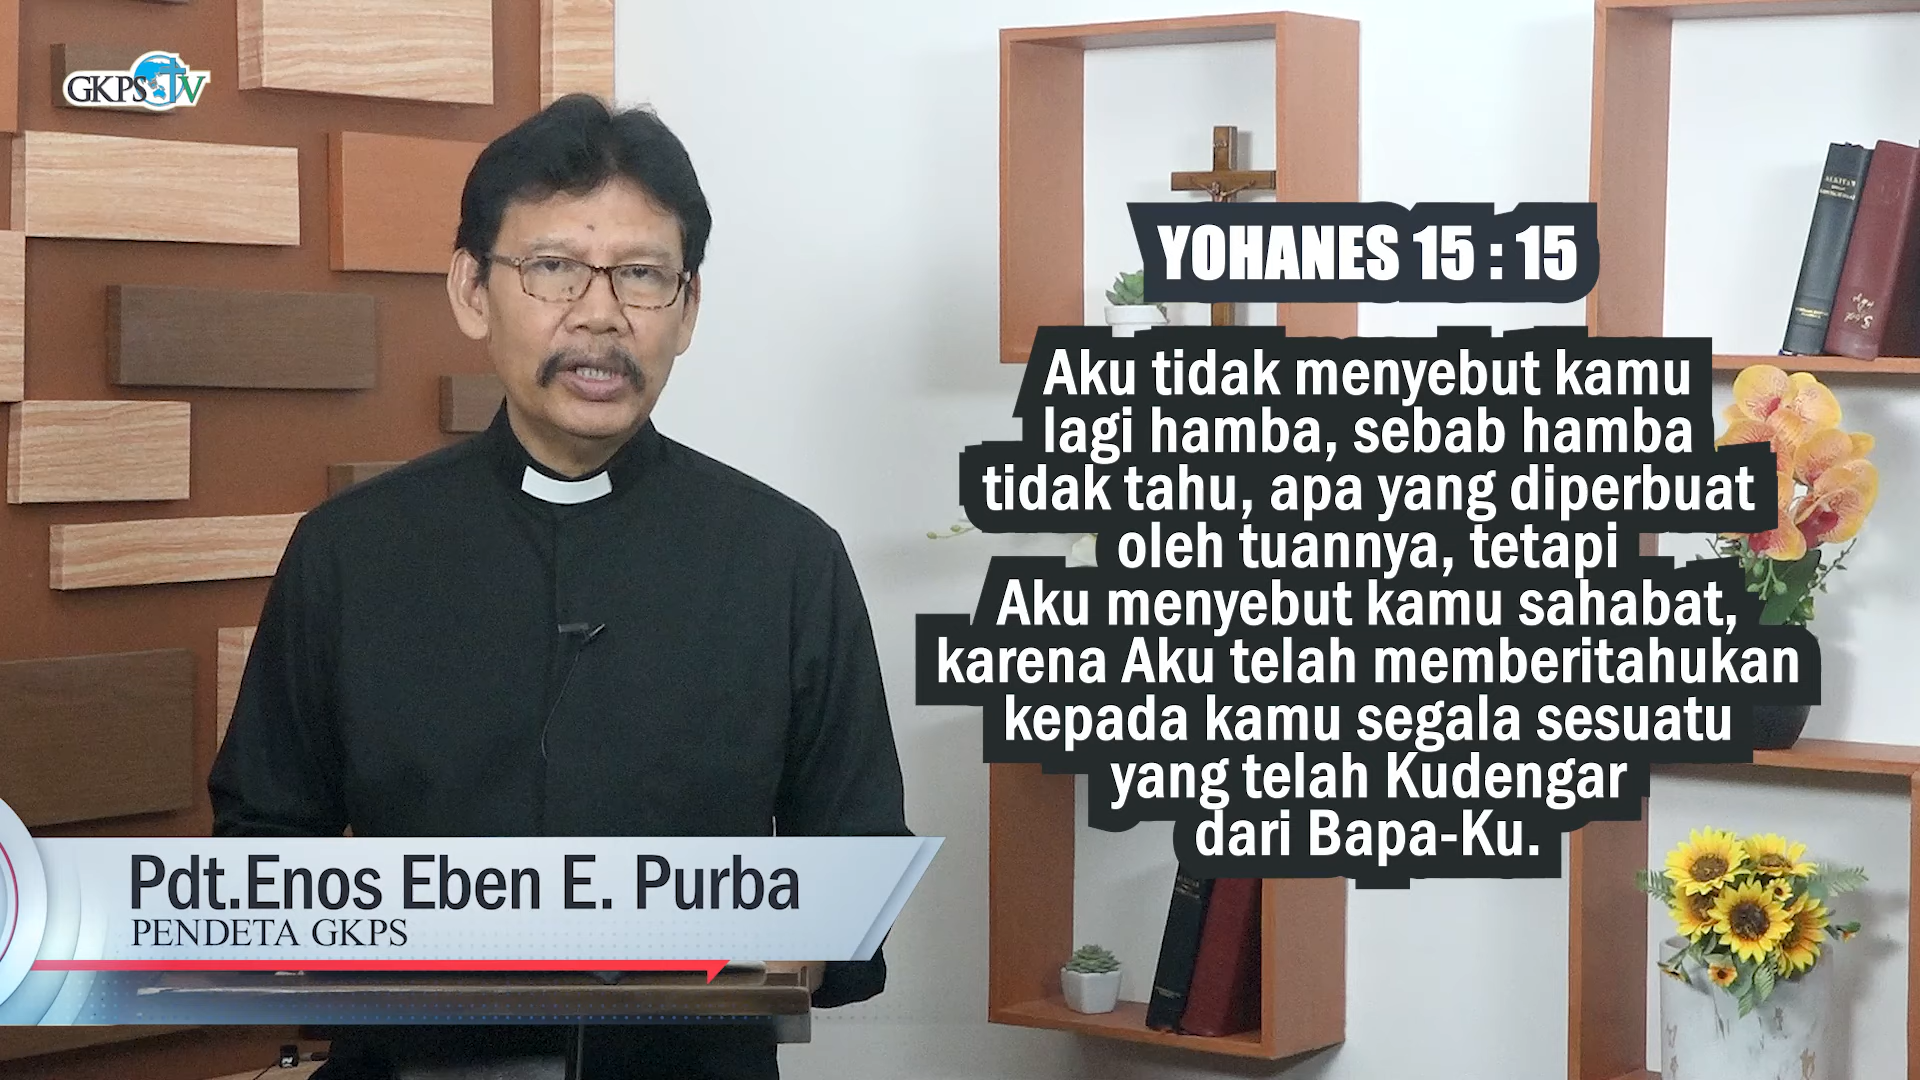 GKPS TV
YOHANES 15 : 15
Aku tidak menyebut kamu
lagi hamba, sebab hamba
tidak tahu, apa yang diperbuat
oleh tuannya, tetapi
Aku menyebut kamu sahabat,
karena Aku telah memberitahukan
kepada kamu segala sesuatu
yang telah Kudengar
dari Bapa-Ku.
Pdt.Enos Eben E. Purba
PENDETA GKPS